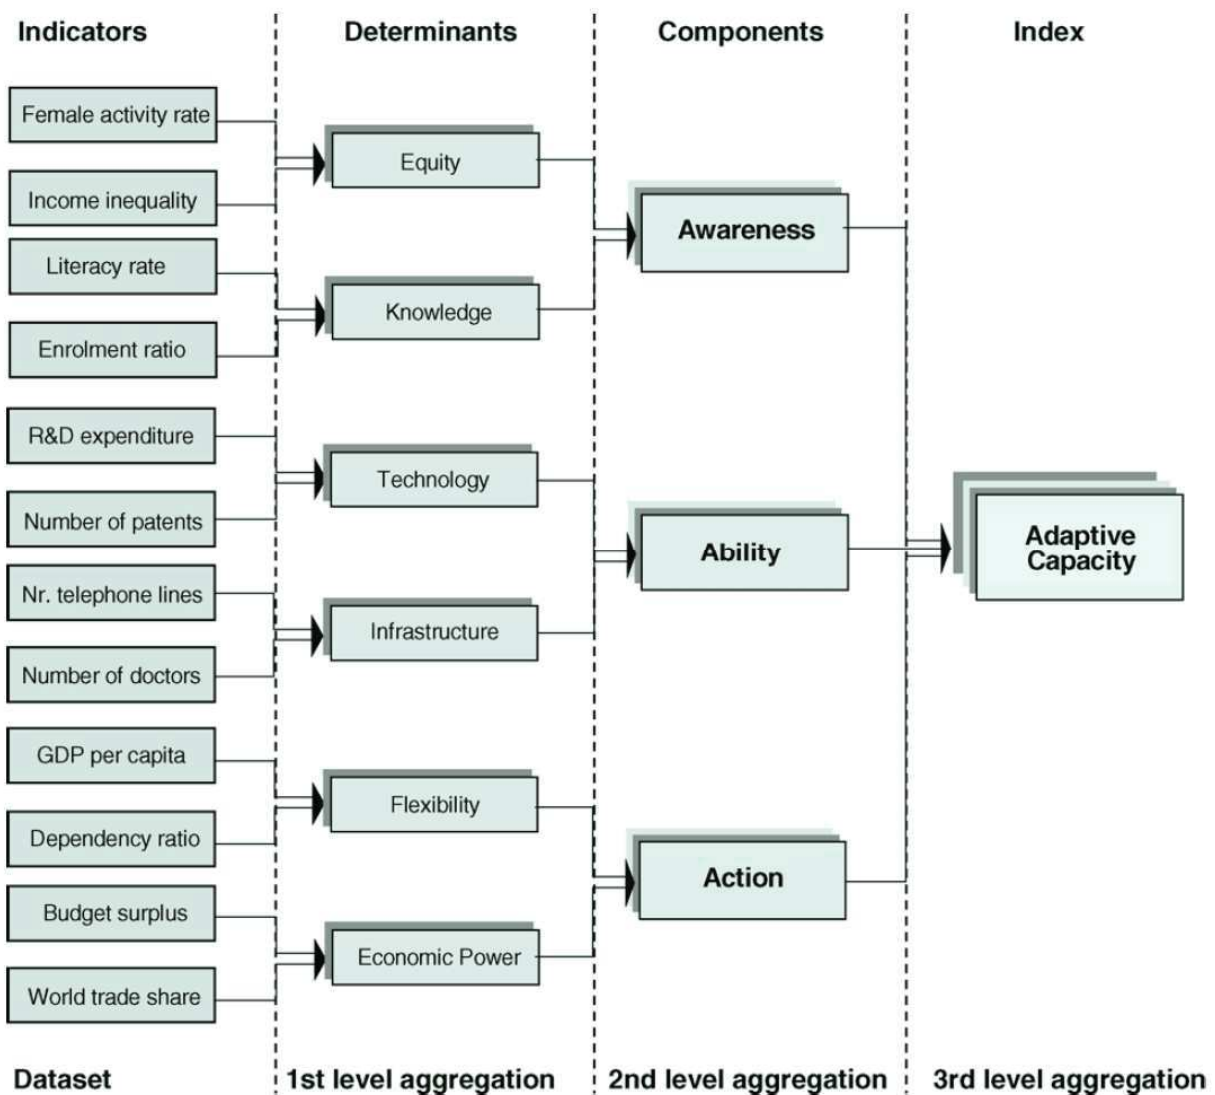 Indicators
Determinants
Components
Index
Female activity rate
Income inequality
Literacy rate
Enrolment ratio
R&D expenditure
Number of patents
Nr. telephone lines
Number of doctors
GDP per capita
Dependency ratio
Budget surplus
World trade share
Equity
Knowledge
Technology
Infrastructure
Flexibility
Economic Power
Awareness
Ability
Action
Adaptive
Capacity
Dataset
1st level aggregation
2nd level aggregation
3rd level aggregation